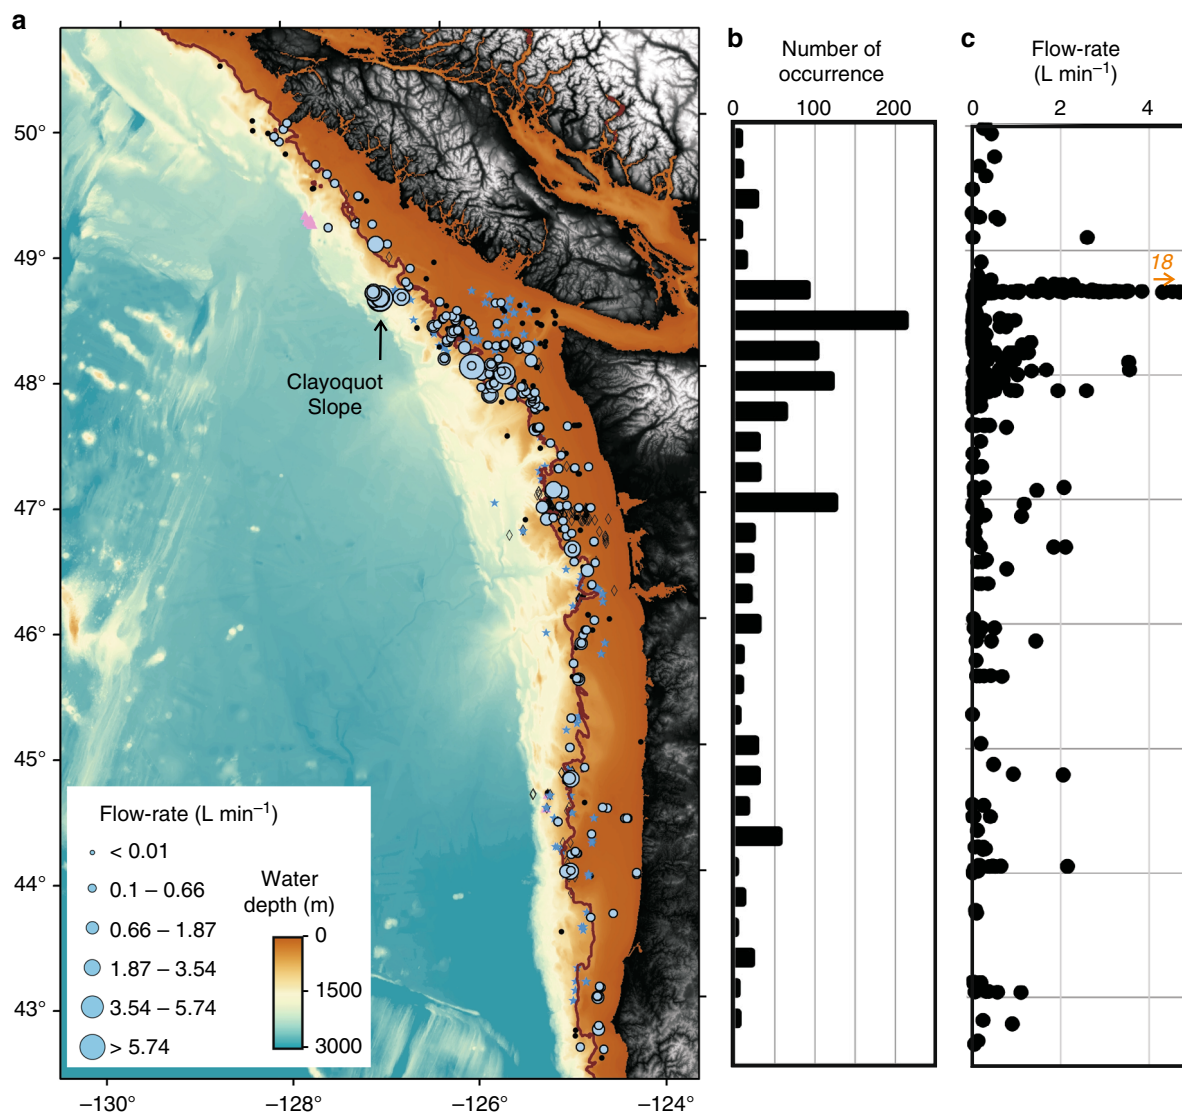 a
b
c
Number of
occurrence
Flow-rate
(L min−1)
0
100
200
0
2
4
50°
49°
48°
47°
46°
45°
44°
43°
18
Clayoquot
Slope
Flow-rate (L min−1)
< 0.01
0.1 – 0.66
0.66 – 1.87
1.87 – 3.54
3.54 – 5.74
> 5.74
Water
depth (m)
0
1500
3000
−130°
−128°
−126°
−124°